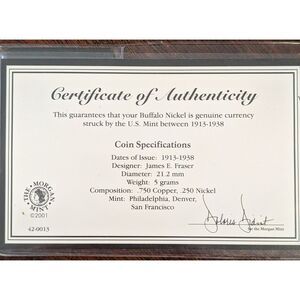 Certificate of Authenticity
This guarantees that your Buffalo Nickel is genuine currency
struck by the U.S. Mint between 1913-1938
Coin Specifications
Dates of Issue: 1913-1938
Designer: James E. Fraser
Diameter: 21.2 mm
Weight: 5 grams
Composition: .750 Copper, .250 Nickel
Mint: Philadelphia, Denver,
San Francisco
THE MORGAN MINT
©2001
42-0013
for the Morgan Mint